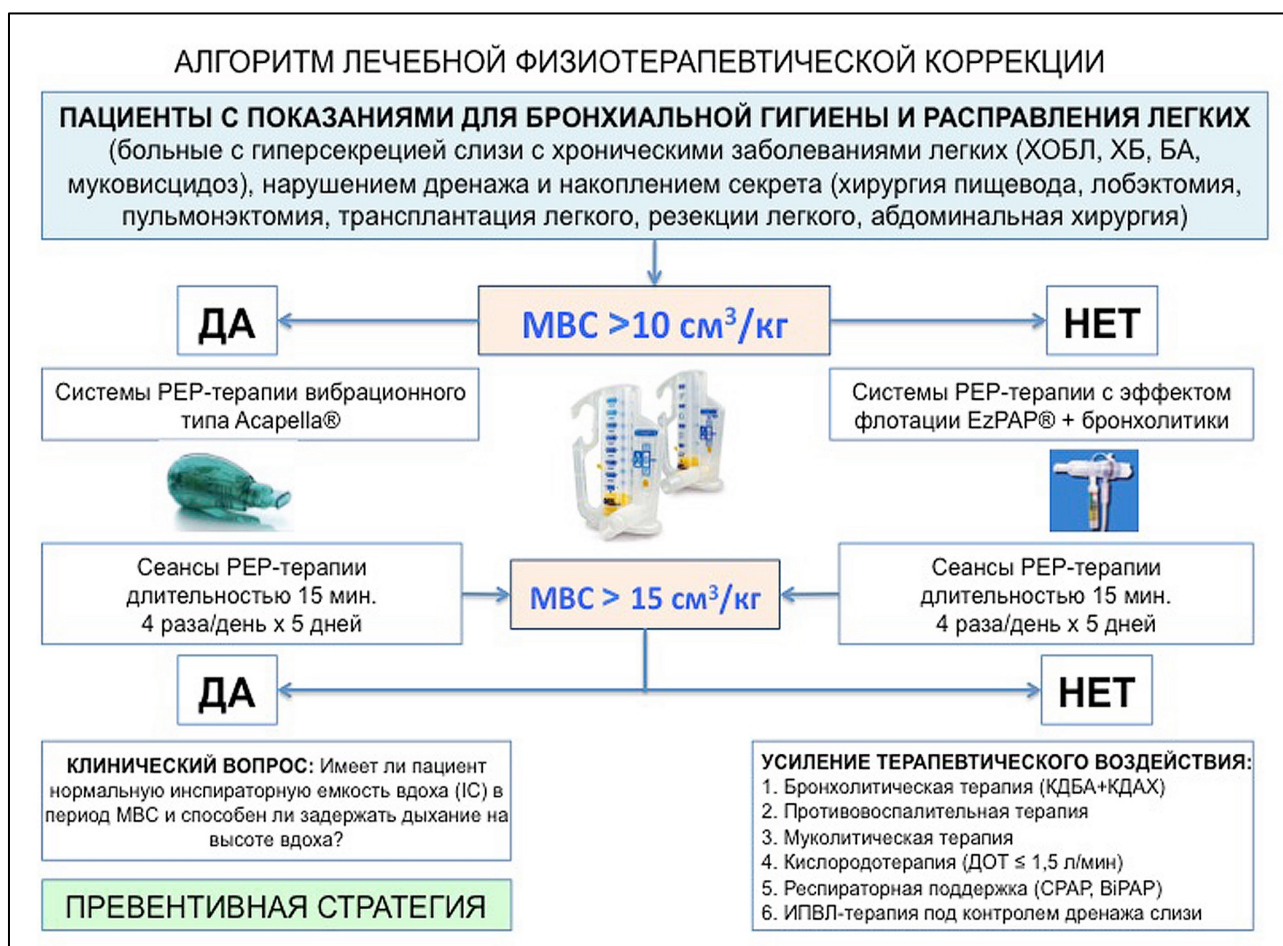 АЛГОРИТМ ЛЕЧЕБНОЙ ФИЗИОТЕРАПЕВТИЧЕСКОЙ КОРРЕКЦИИ
ПАЦИЕНТЫ С ПОКАЗАНИЯМИ ДЛЯ БРОНХИАЛЬНОЙ ГИГИЕНЫ И РАСПРАВЛЕНИЯ ЛЕГКИХ
(больные с гиперсекрецией слизи с хроническими заболеваниями легких (ХОБЛ, ХБ, БА,
муковисцидоз), нарушением дренажа и накоплением секрета (хирургия пищевода, лобэктомия,
пульмонэктомия, трансплантация легкого, резекции легкого, абдоминальная хирургия)
ДА
МВС >10 см³/кг
НЕТ
Системы PEP-терапии вибрационного
типа Acapella®
Системы PEP-терапии с эффектом
флотации EzPAP® + бронхолитики
Сеансы PEP-терапии
длительностью 15 мин.
4 раза/день х 5 дней
МВС > 15 см³/кг
Сеансы PEP-терапии
длительностью 15 мин.
4 раза/день х 5 дней
ДА
НЕТ
КЛИНИЧЕСКИЙ ВОПРОС: Имеет ли пациент
нормальную инспираторную емкость вдоха (IC) в
период МВС и способен ли задержать дыхание на
высоте вдоха?
ПРЕВЕНТИВНАЯ СТРАТЕГИЯ
УСИЛЕНИЕ ТЕРАПЕВТИЧЕСКОГО ВОЗДЕЙСТВИЯ:
1. Бронхолитическая терапия (КДБА+КДАХ)
2. Противовоспалительная терапия
3. Муколитическая терапия
4. Кислородотерапия (ДОТ ≤ 1,5 л/мин)
5. Респираторная поддержка (CPAP, BiPAP)
6. ИПВЛ-терапия под контролем дренажа слизи